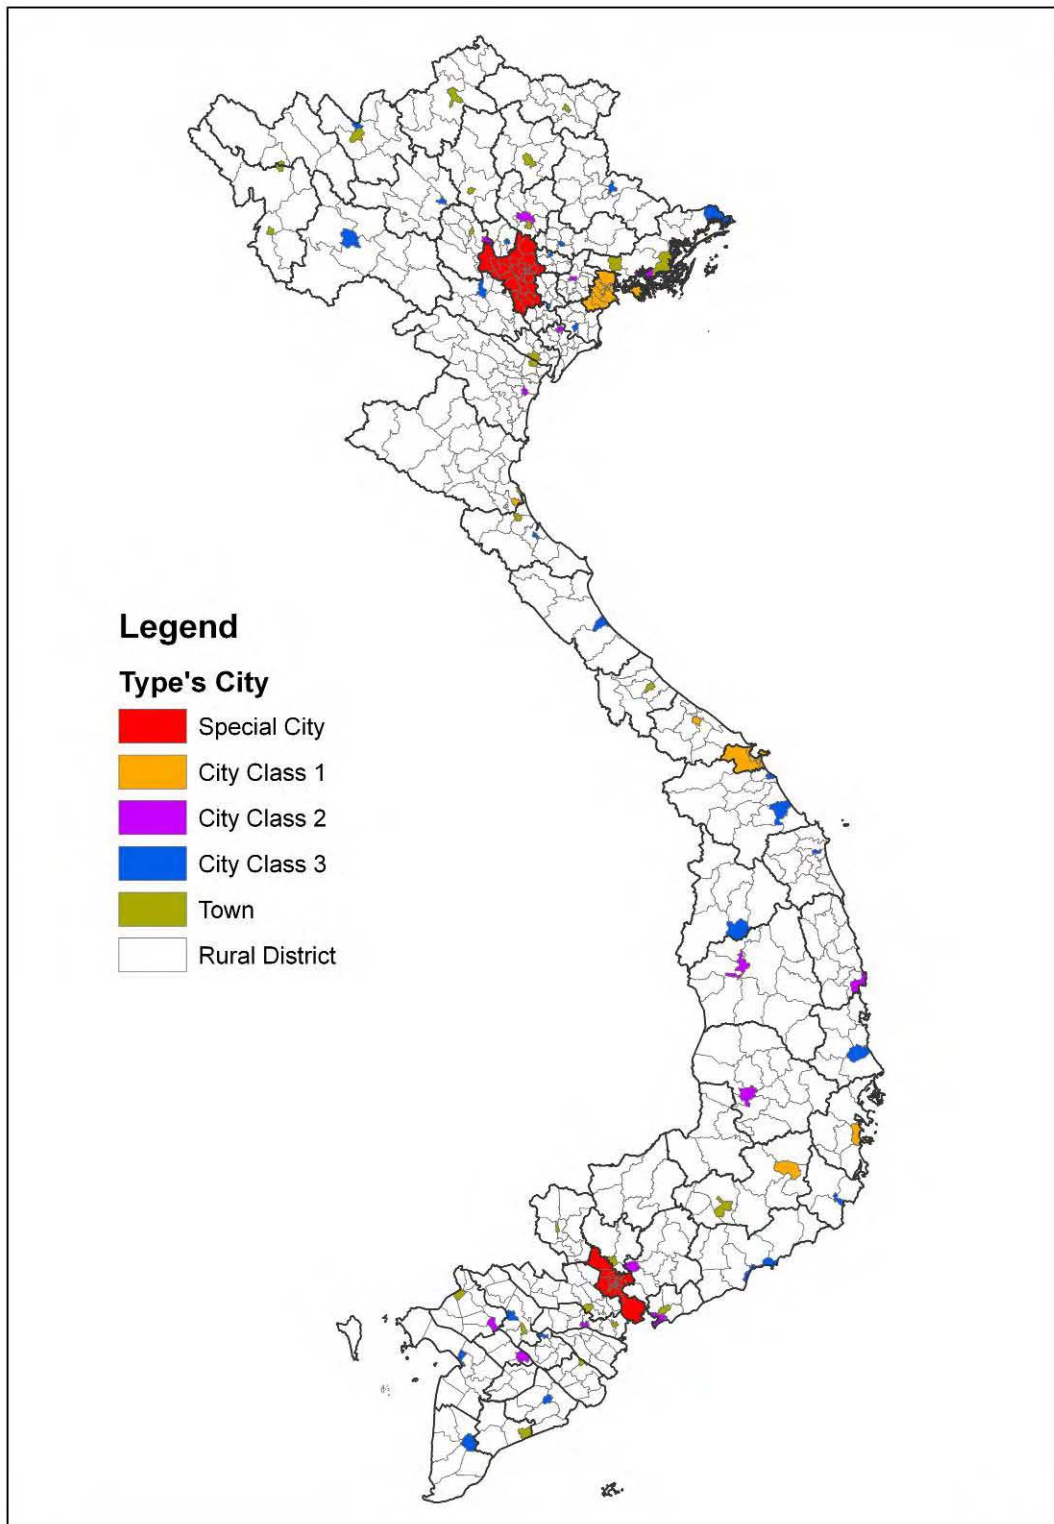 Legend
Type's City
Special City
City Class 1
City Class 2
City Class 3
Town
Rural District